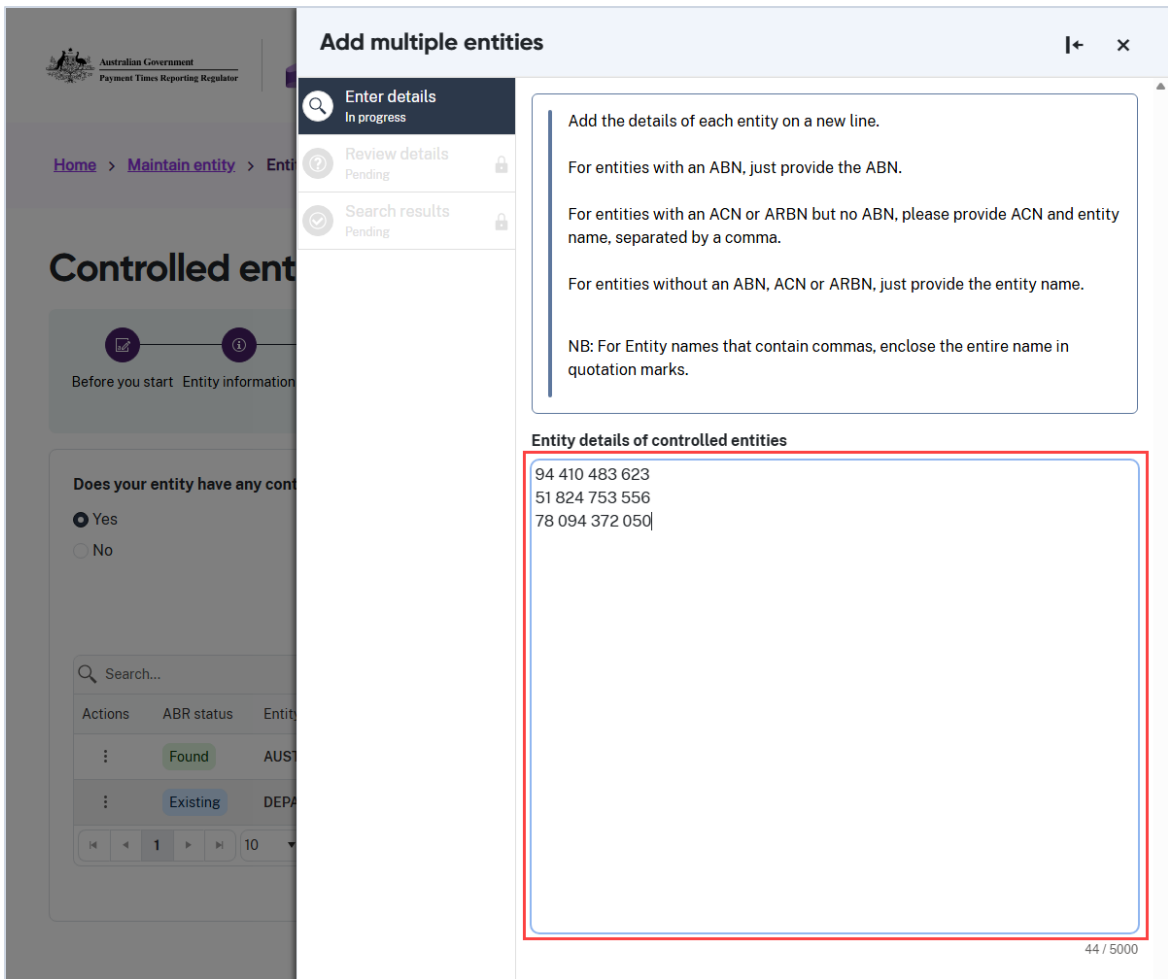 Add multiple entities
Australian Government
Payment Times Reporting Regulator
Enter details
In progress
Review details
Pending
Search results
Pending
Add the details of each entity on a new line.
For entities with an ABN, just provide the ABN.
For entities with an ACN or ARBN but no ABN, please provide ACN and entity
name, separated by a comma.
For entities without an ABN, ACN or ARBN, just provide the entity name.
NB: For Entity names that contain commas, enclose the entire name in
quotation marks.
Entity details of controlled entities
94 410 483 623
51 824 753 556
78 094 372 050
44 / 5000
Home > Maintain entity > Enti
Controlled ent
Before you start Entity information
Does your entity have any cont
Yes
No
Search...
Actions ABR status Entity
Found AUST
Existing DEPA
1 10